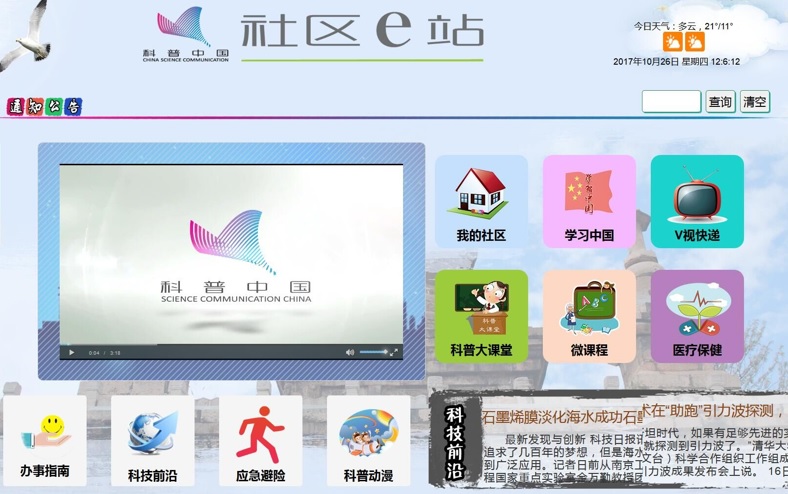 科普中国
CHINA SCIENCE COMMUNICATION
社区e站
今日天气：多云，21°/11°
2017年10月26日 星期四 12:6:12
通知公告
查询 清空
科普中国
SCIENCE COMMUNICATION CHINA
0:04 / 3:18
我的社区
学习中国
V视快递
科普大课堂
微课程
医疗保健
办事指南
科技前沿
应急避险
科普动漫
科技前沿
石墨烯膜淡化海水成功石
最新发现与创新 科技日报讯
追求了几百年的梦想，但是海水
到广泛应用。记者日前从南京工
程国家重点实验室金万勤教授团
术在“助跑”引力波探测，
坦时代，如果有足够先进的实
就探测到引力波了。”清华大
文台）科学合作组织工作组成
引力波成果发布会上说。 16日